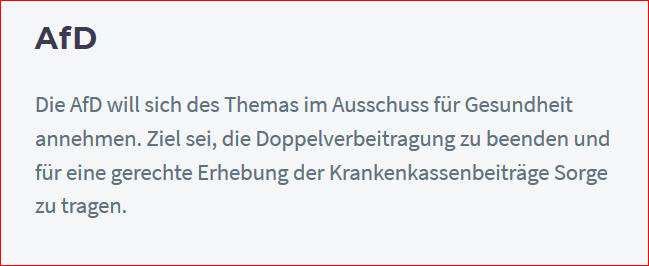 AfD
Die AfD will sich des Themas im Ausschuss für Gesundheit
annehmen. Ziel sei, die Doppelverbeitragung zu beenden und
für eine gerechte Erhebung der Krankenkassenbeiträge Sorge
zu tragen.